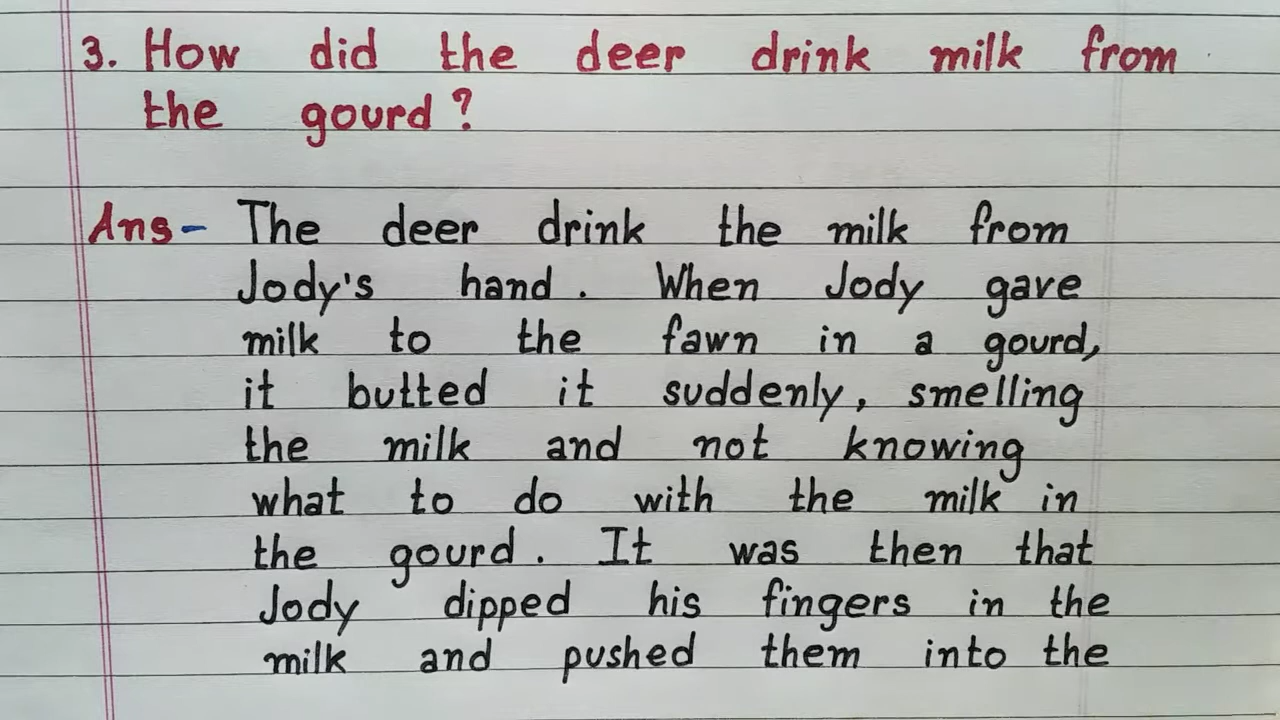 3. How did the deer drink milk from
the gourd?
Ans- The deer drink the milk from
Jody's hand. When Jody gave
milk to the fawn in a gourd,
it butted it suddenly, smelling
the milk and not knowing
what to do with the milk in
the gourd. It was then that
Jody dipped his fingers in the
milk and pushed them into the